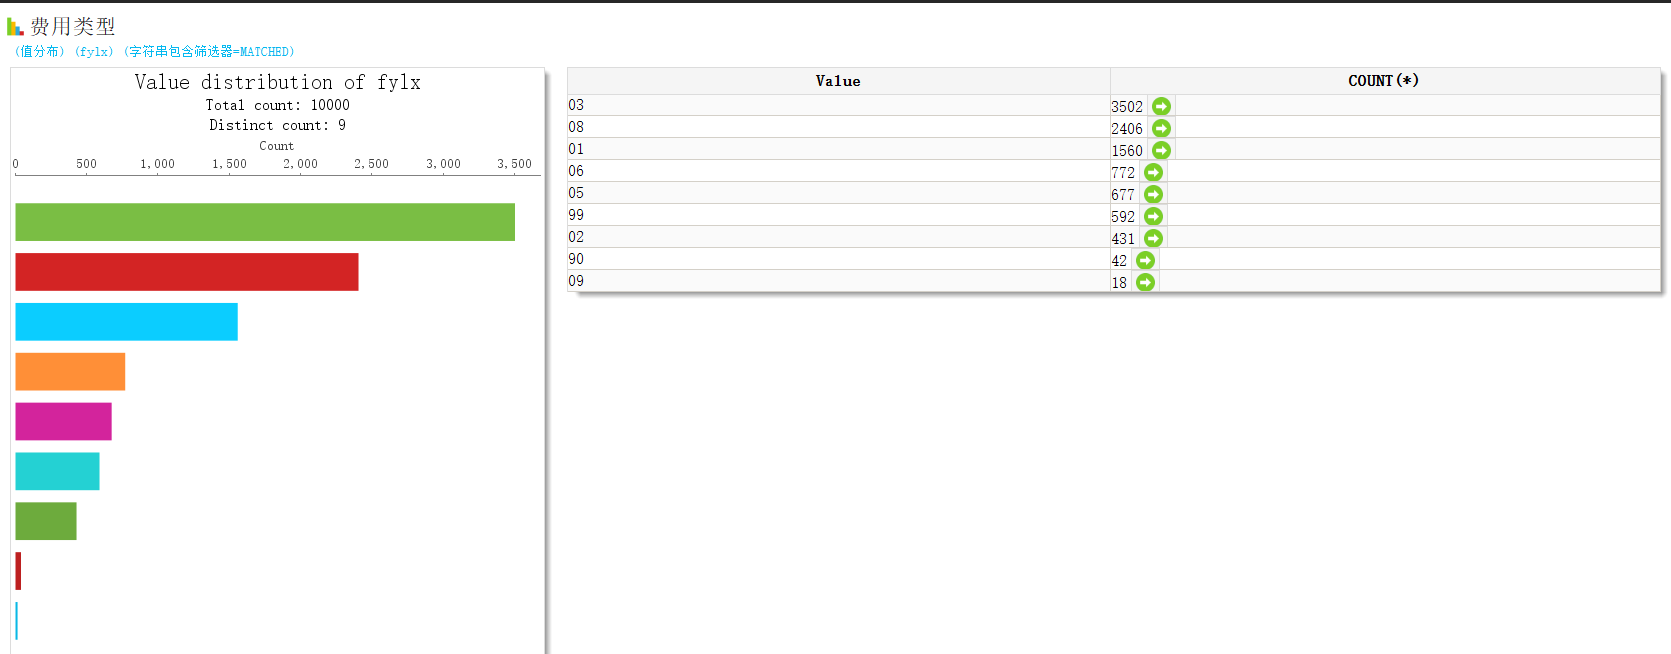 费用类型
(值分布) (fylx) (字符串包含筛选器=MATCHED)
Value distribution of fylx
Total count: 10000
Distinct count: 9
Count
0 500 1,000 1,500 2,000 2,500 3,000 3,500
Value COUNT(*)
03 3502
08 2406
01 1560
06 772
05 677
99 592
02 431
90 42
09 18